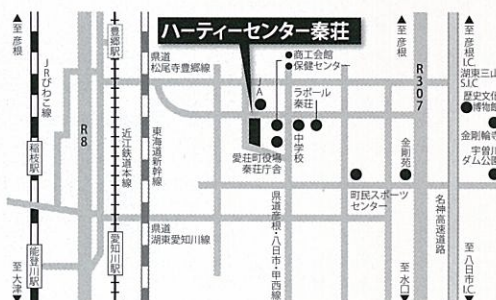 ハーティーセンター秦荘
▲至彦根
JRびわこ線
稲枝駅
能登川駅
至大津▼
R8
豊郷駅
近江鉄道本線
愛知川駅
東海道新幹線
県道
松尾寺豊郷線
JA
●商工会館
●保健センター
ラポール
秦荘
中学校
愛荘町役場
秦荘庁舎
県道彦根・八日市・甲西線
県道
湖東愛知川線
町民スポーツ
センター
▲至彦根
R307
金剛苑
至水口▼
▲至彦根I.C.
湖東三山
S.I.C
歴史文化
博物館
金剛輪寺
宇曽川
ダム公園
名神高速道路
至八日市I.C.▼